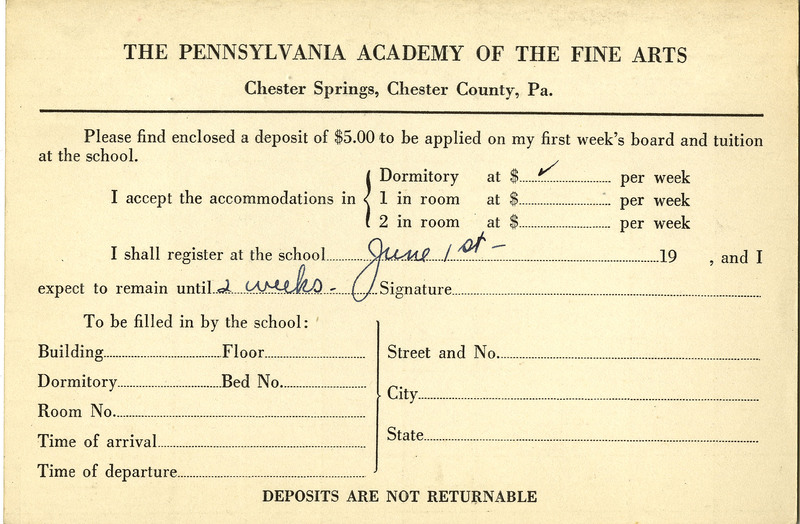 THE PENNSYLVANIA ACADEMY OF THE FINE ARTS
Chester Springs, Chester County, Pa.
Please find enclosed a deposit of $5.00 to be applied on my first week's board and tuition
at the school.
I accept the accommodations in { Dormitory at $ ✓ per week
1 in room at $ per week
2 in room at $ per week
I shall register at the school June 1st - 19 , and I
expect to remain until 2 weeks. Signature
To be filled in by the school:
Building Floor
Dormitory Bed No.
Room No.
Time of arrival
Time of departure
Street and No.
City
State
DEPOSITS ARE NOT RETURNABLE